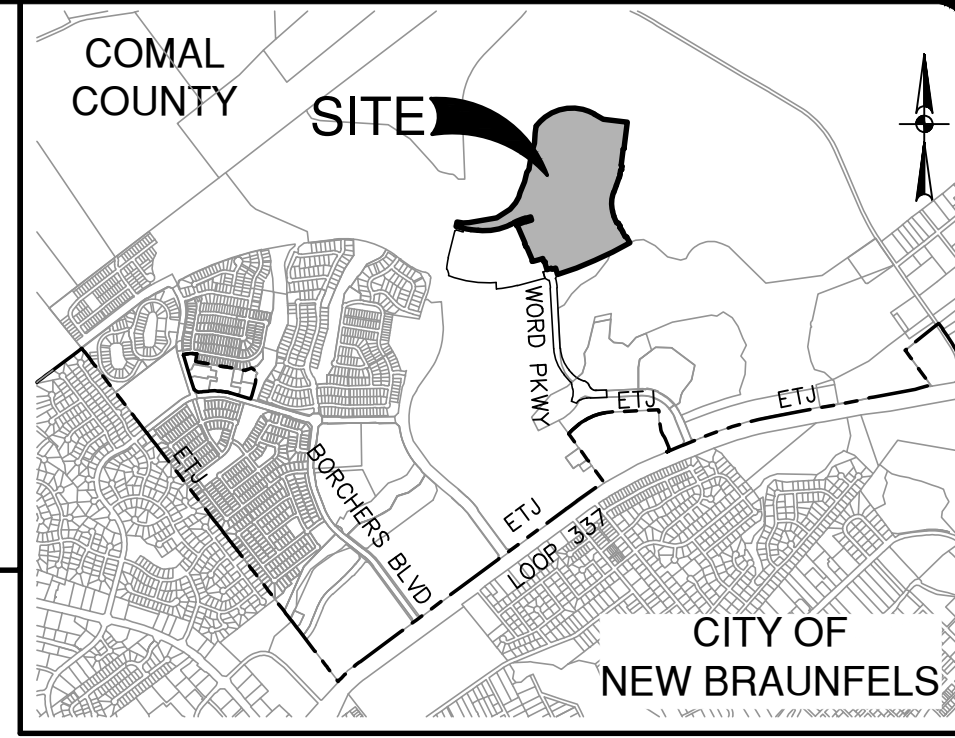 COMAL
COUNTY
SITE
WORD PKWY
ETJ
ETJ
ETJ
BORCHERS BLVD
ETJ
LOOP 337
CITY OF
NEW BRAUNFELS